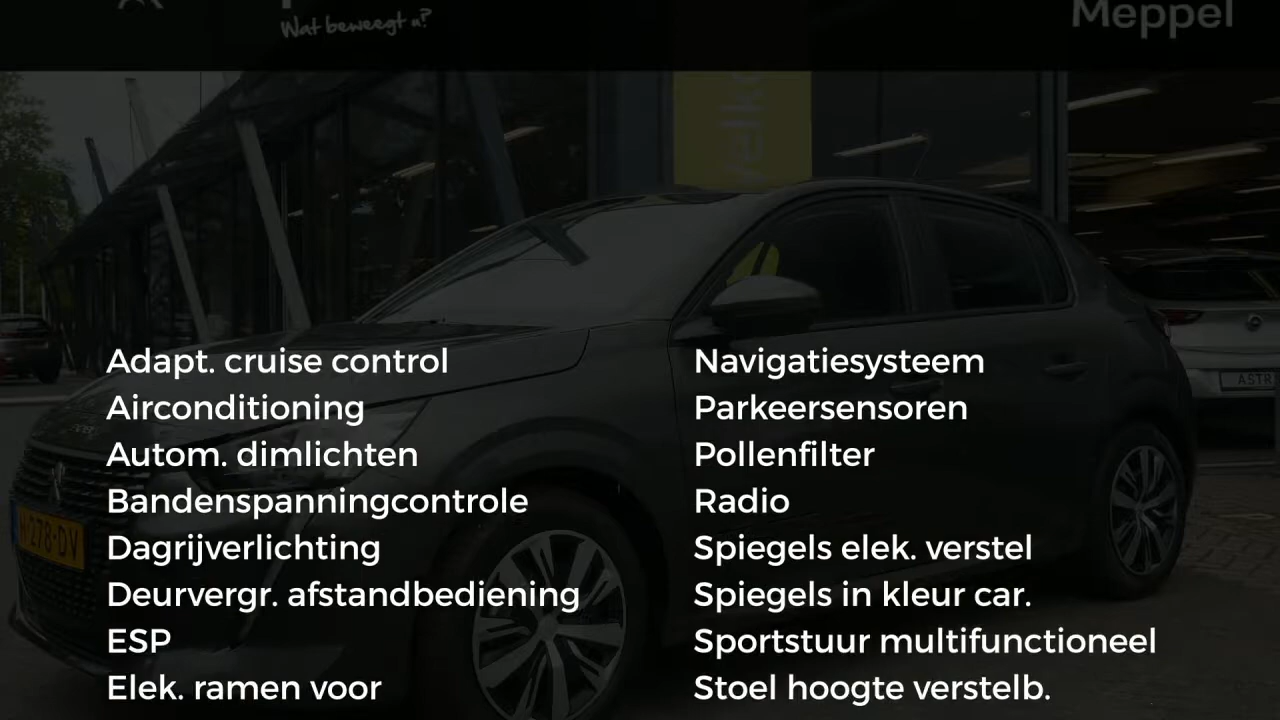 Wat beweegt u?
Meppel
Adapt. cruise control
Airconditioning
Autom. dimlichten
Bandenspanningcontrole
Dagrijverlichting
Deurvergr. afstandbediening
ESP
Elek. ramen voor
Navigatiesysteem
Parkeersensoren
Pollenfilter
Radio
Spiegels elek. verstel
Spiegels in kleur car.
Sportstuur multifunctioneel
Stoel hoogte verstelb.
ASTR